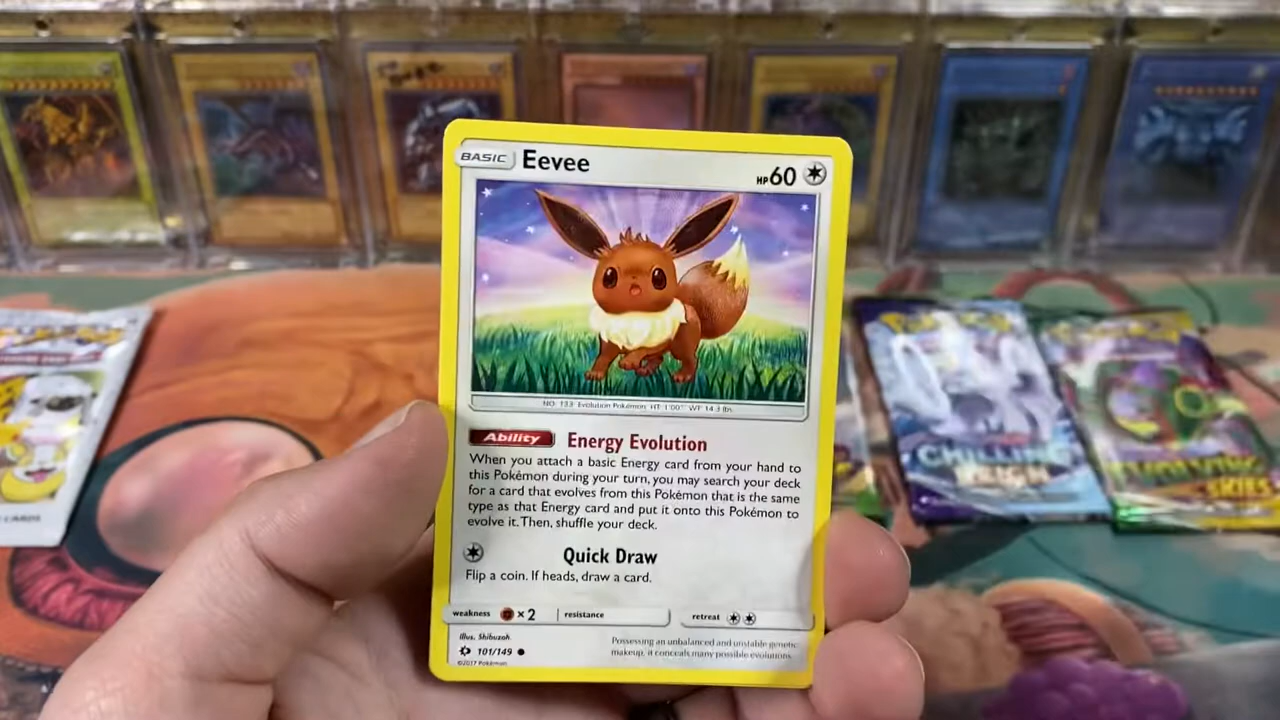 BASIC Eevee HP60
NO. 133 Evolution Pokémon HT: 1'00" WT: 14.3 lbs.
Ability Energy Evolution
When you attach a basic Energy card from your hand to
this Pokémon during your turn, you may search your deck
for a card that evolves from this Pokémon that is the same
type as that Energy card and put it onto this Pokémon to
evolve it. Then, shuffle your deck.
Quick Draw
Flip a coin. If heads, draw a card.
weakness ×2 resistance retreat
Illus. Shibuzoh.
101/149
©2017 Pokémon
Possessing an unbalanced and unstable genetic
makeup, it conceals many possible evolutions.
CARDS
CHILLING
REIGN
EVOLVING
SKIES